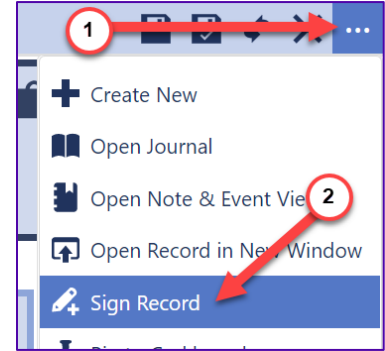 1
...
Create New
Open Journal
Open Note & Event Vie
2
Open Record in New Window
Sign Record